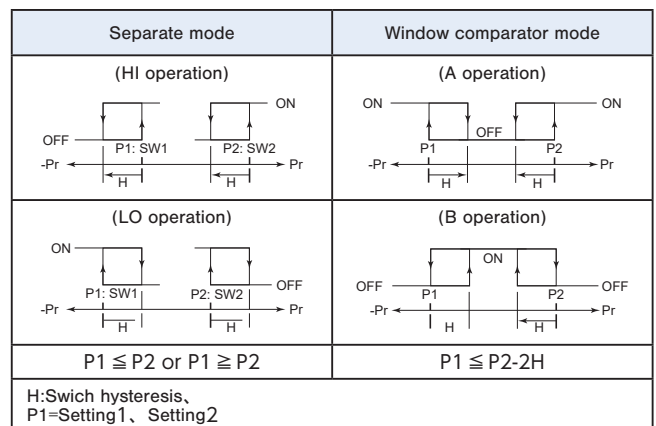 Separate mode
Window comparator mode
(HI operation)
ON
OFF
P1: SW1
P2: SW2
-Pr
Pr
H
H
(A operation)
ON
ON
OFF
P1
P2
-Pr
Pr
H
H
(LO operation)
ON
OFF
P1: SW1
P2: SW2
-Pr
Pr
H
H
(B operation)
ON
OFF
OFF
P1
P2
-Pr
Pr
H
H
P1 ≦ P2 or P1 ≧ P2
P1 ≦ P2-2H
H:Swich hysteresis、
P1=Setting1、Setting2